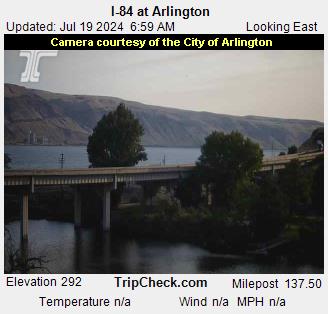 I-84 at Arlington
Updated: Jul 19 2024 6:59 AM Looking East
Camera courtesy of the City of Arlington
Elevation 292 TripCheck.com Milepost 137.50
Temperature n/a Wind n/a MPH n/a